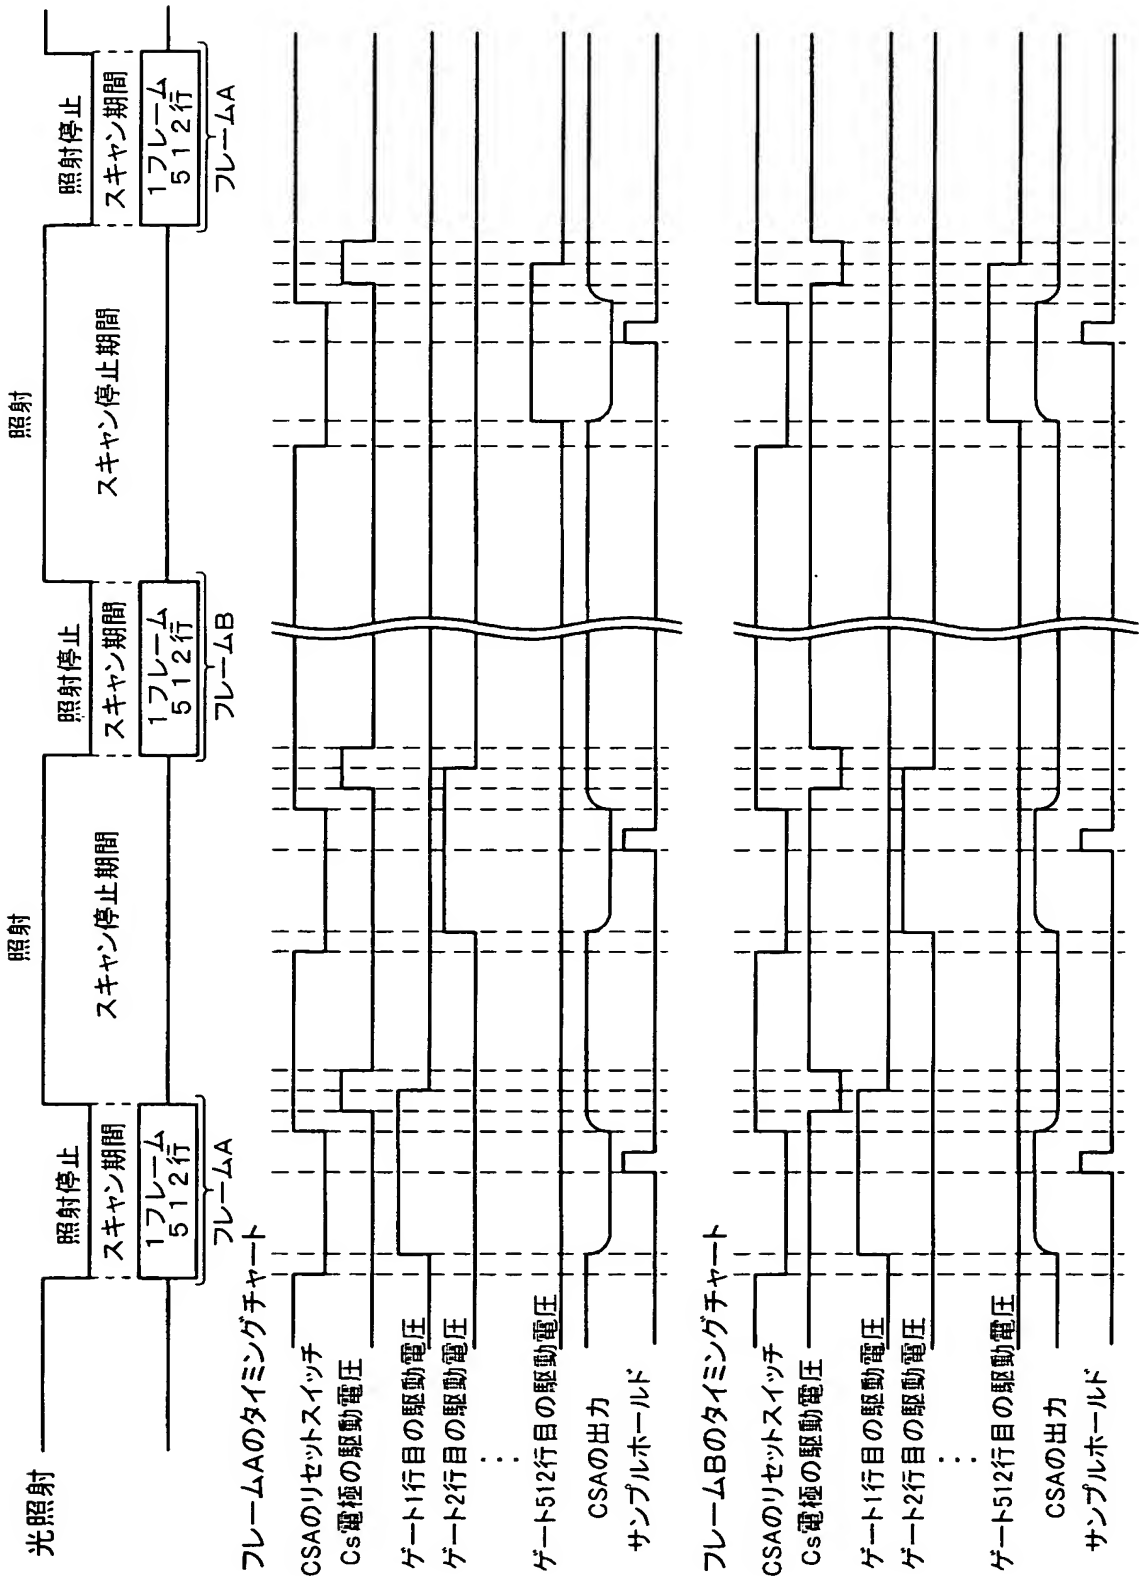 光照射
照射
照射
照射停止
照射停止
照射停止
スキャン期間
スキャン停止期間
スキャン期間
スキャン停止期間
スキャン期間
1フレーム
512行
1フレーム
512行
1フレーム
512行
フレームA
フレームB
フレームA
フレームAのタイミングチャート
CSAのリセットスイッチ
Cs電極の駆動電圧
ゲート1行目の駆動電圧
ゲート2行目の駆動電圧
⋮
ゲート512行目の駆動電圧
CSAの出力
サンプルホールド
フレームBのタイミングチャート
CSAのリセットスイッチ
Cs電極の駆動電圧
ゲート1行目の駆動電圧
ゲート2行目の駆動電圧
⋮
ゲート512行目の駆動電圧
CSAの出力
サンプルホールド